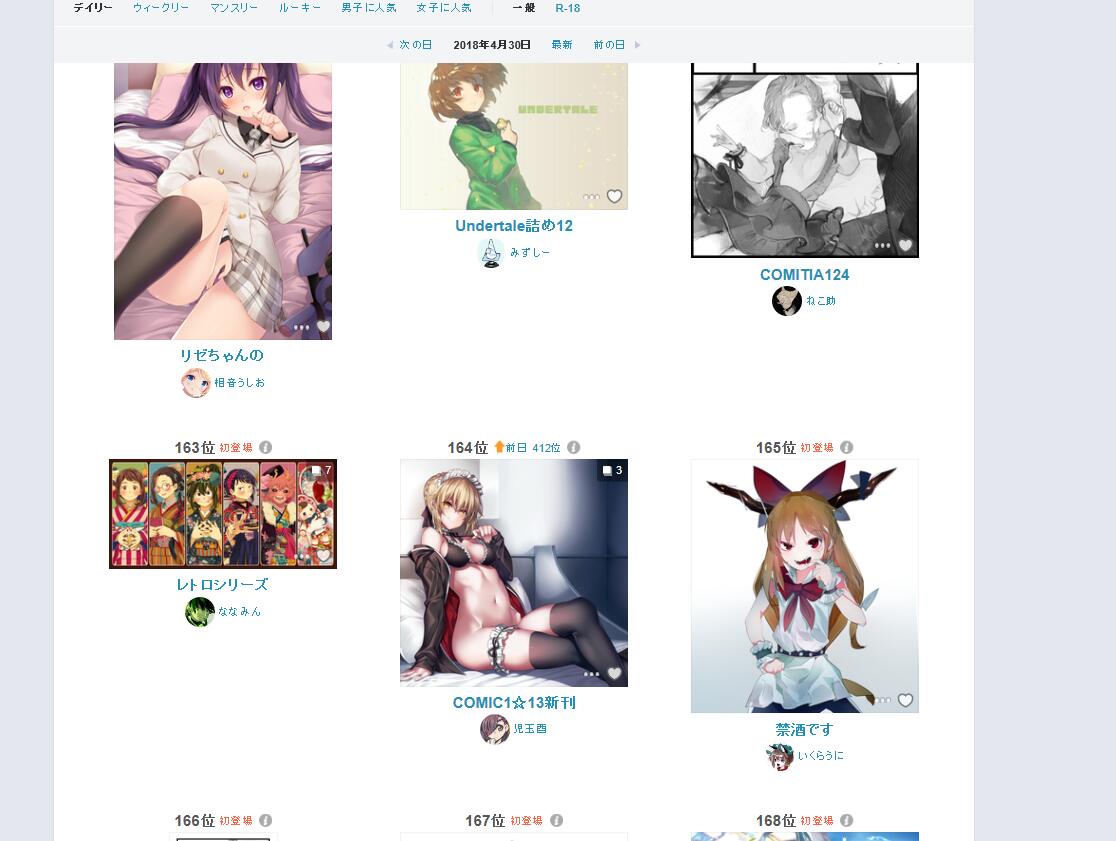 デイリー ウィークリー マンスリー ルーキー 男子に人気 女子に人気 一般 R-18
次の日 2018年4月30日 最新 前の日
UNDERTALE
リゼちゃんの
相音うしお
Undertale詰め12
みずしー
COMITIA124
ねこ助
163位 初登場
7
レトロシリーズ
ななみん
164位 前日 412位
3
COMIC1☆13新刊
児玉酉
165位 初登場
禁酒です
いくらうに
166位 初登場
167位 初登場
168位 初登場